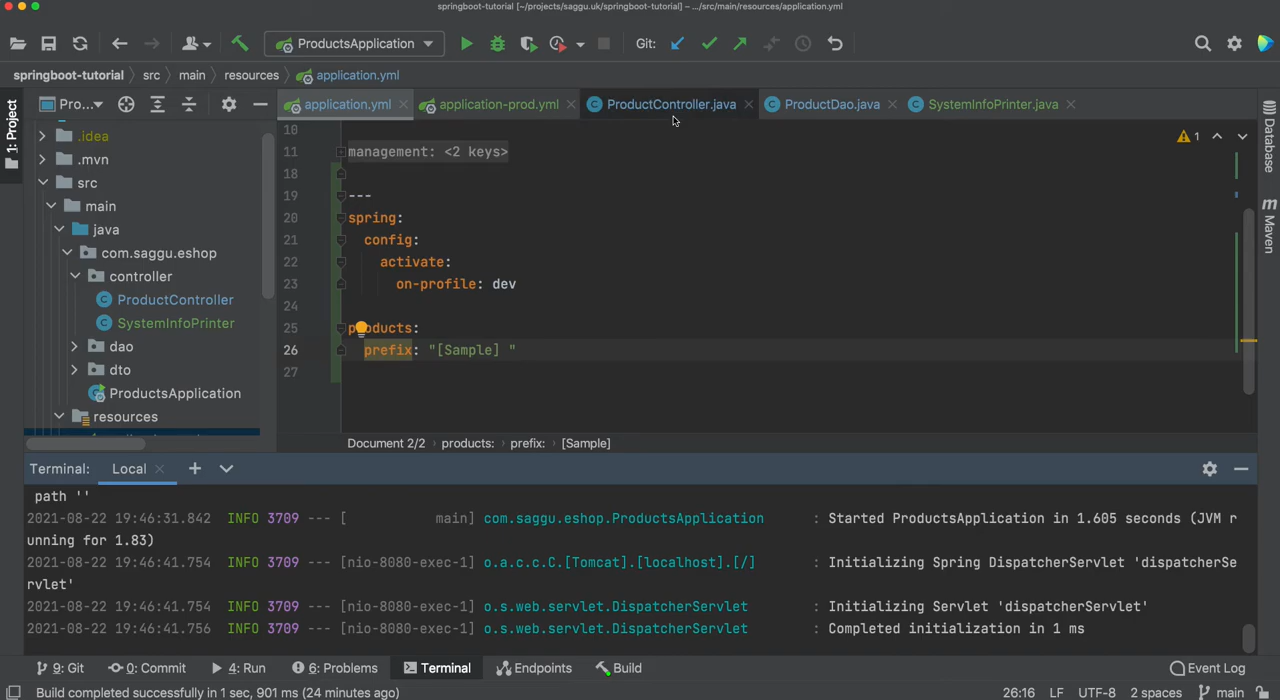 springboot-tutorial [~/projects/saggu.uk/springboot-tutorial] – .../src/main/resources/application.yml
ProductsApplication
Git:
springboot-tutorial
src
main
resources
application.yml
1: Project
Pro...
application.yml
application-prod.yml
ProductController.java
ProductDao.java
SystemInfoPrinter.java
Database
Maven
.idea
.mvn
src
main
java
com.saggu.eshop
controller
ProductController
SystemInfoPrinter
dao
dto
ProductsApplication
resources
1
10
11 management: <2 keys>
18
19 ---
20 spring:
21 config:
22 activate:
23 on-profile: dev
24
25 products:
26 prefix: "[Sample] "
27
Document 2/2 products: prefix: [Sample]
Terminal: Local
path ''
2021-08-22 19:46:31.842 INFO 3709 --- [ main] com.saggu.eshop.ProductsApplication : Started ProductsApplication in 1.605 seconds (JVM r
unning for 1.83)
2021-08-22 19:46:41.754 INFO 3709 --- [nio-8080-exec-1] o.a.c.c.C.[Tomcat].[localhost].[/] : Initializing Spring DispatcherServlet 'dispatcherSe
rvlet'
2021-08-22 19:46:41.754 INFO 3709 --- [nio-8080-exec-1] o.s.web.servlet.DispatcherServlet : Initializing Servlet 'dispatcherServlet'
2021-08-22 19:46:41.756 INFO 3709 --- [nio-8080-exec-1] o.s.web.servlet.DispatcherServlet : Completed initialization in 1 ms
9: Git 0: Commit 4: Run 6: Problems Terminal Endpoints Build Event Log
Build completed successfully in 1 sec, 901 ms (24 minutes ago) 26:16 LF UTF-8 2 spaces main